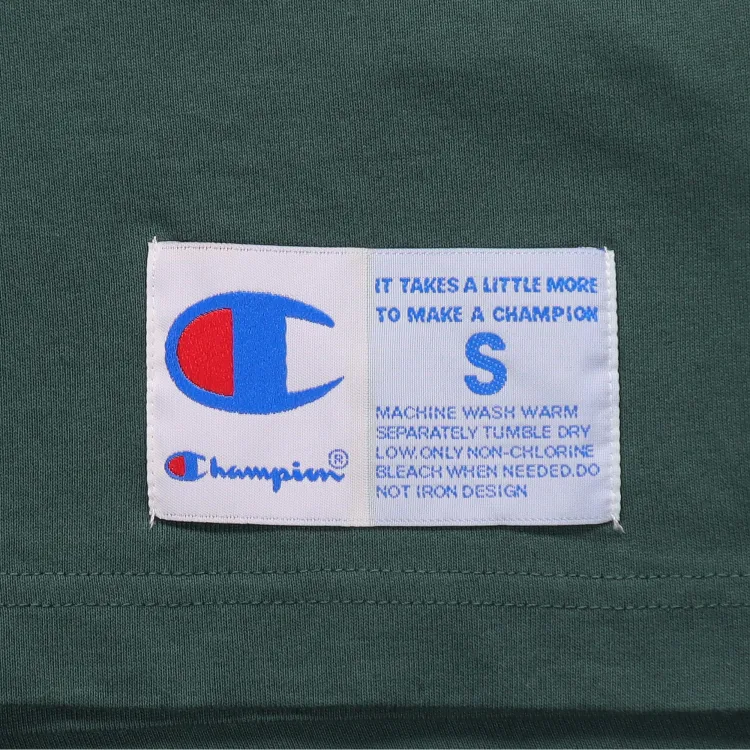 Champion®
IT TAKES A LITTLE MORE
TO MAKE A CHAMPION
S
MACHINE WASH WARM
SEPARATELY TUMBLE DRY
LOW.ONLY NON-CHLORINE
BLEACH WHEN NEEDED.DO
NOT IRON DESIGN